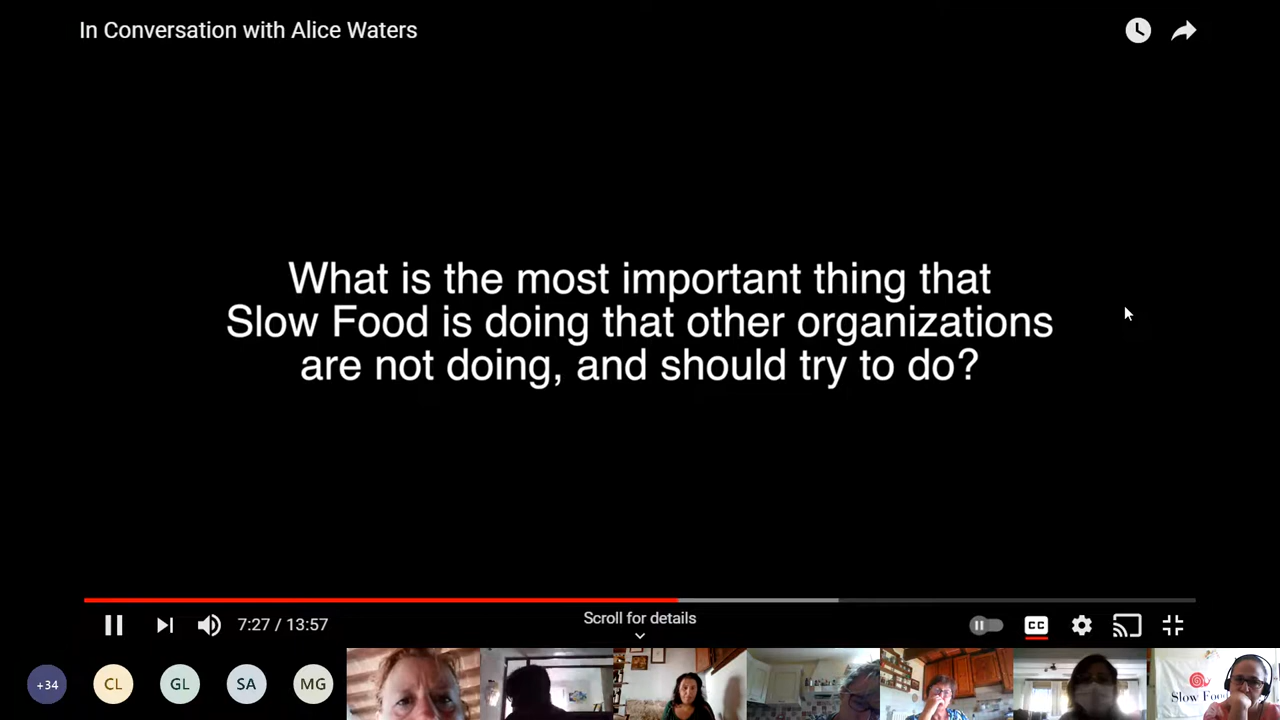 In Conversation with Alice Waters
What is the most important thing that
Slow Food is doing that other organizations
are not doing, and should try to do?
7:27 / 13:57
Scroll for details
CC
+34
CL
GL
SA
MG
Slow Food